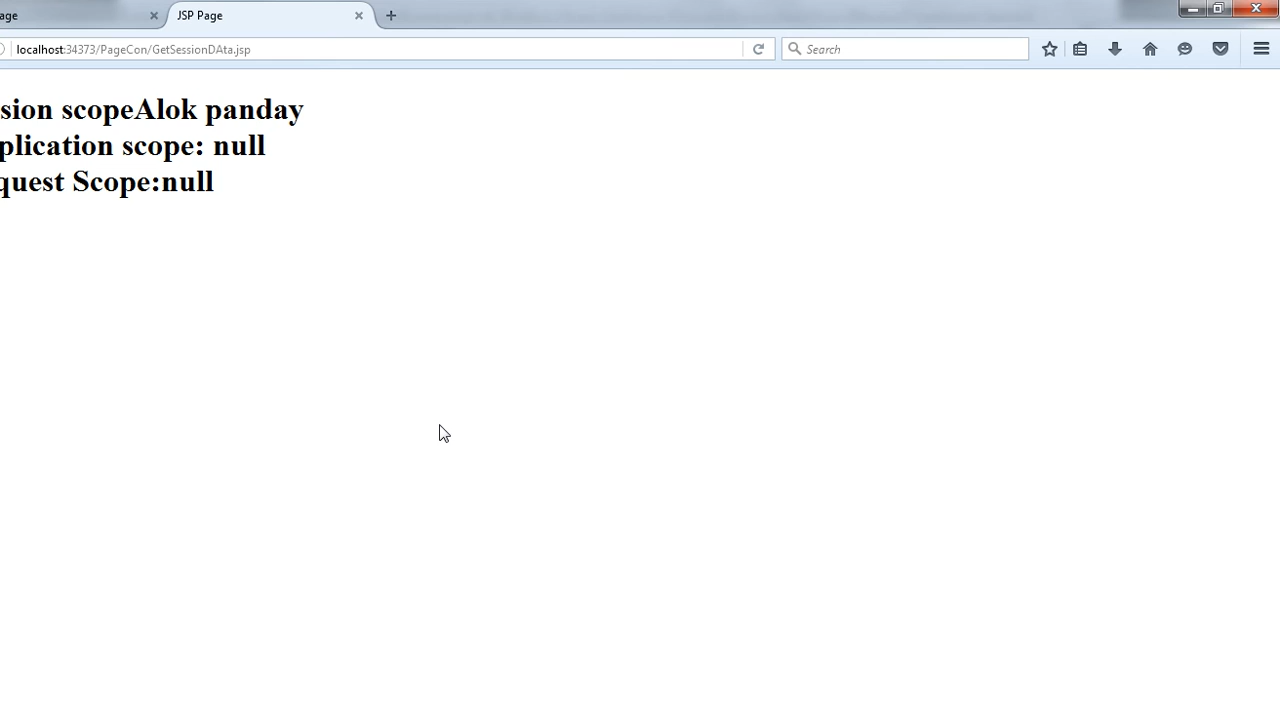 age
JSP Page
localhost:34373/PageCon/GetSessionDAta.jsp
Search
sion scopeAlok panday
plication scope: null
quest Scope:null